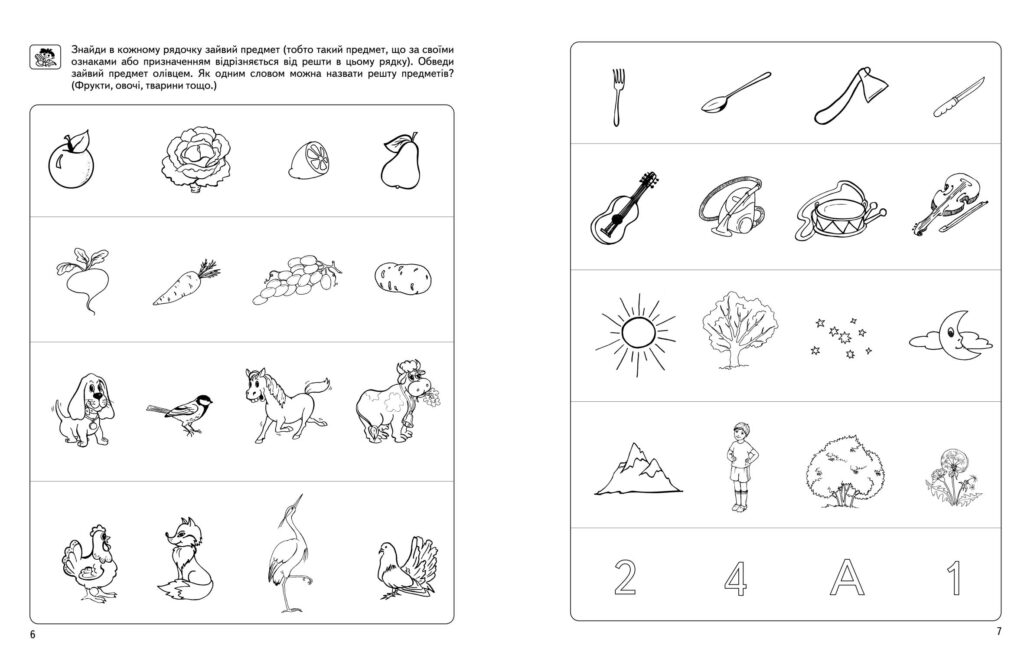 Знайди в кожному рядочку зайвий предмет (тобто такий предмет, що за своїми
ознаками або призначенням відрізняється від решти в цьому рядку). Обведи
зайвий предмет олівцем. Як одним словом можна назвати решту предметів?
(Фрукти, овочі, тварини тощо.)
6
2 4 А 1
7